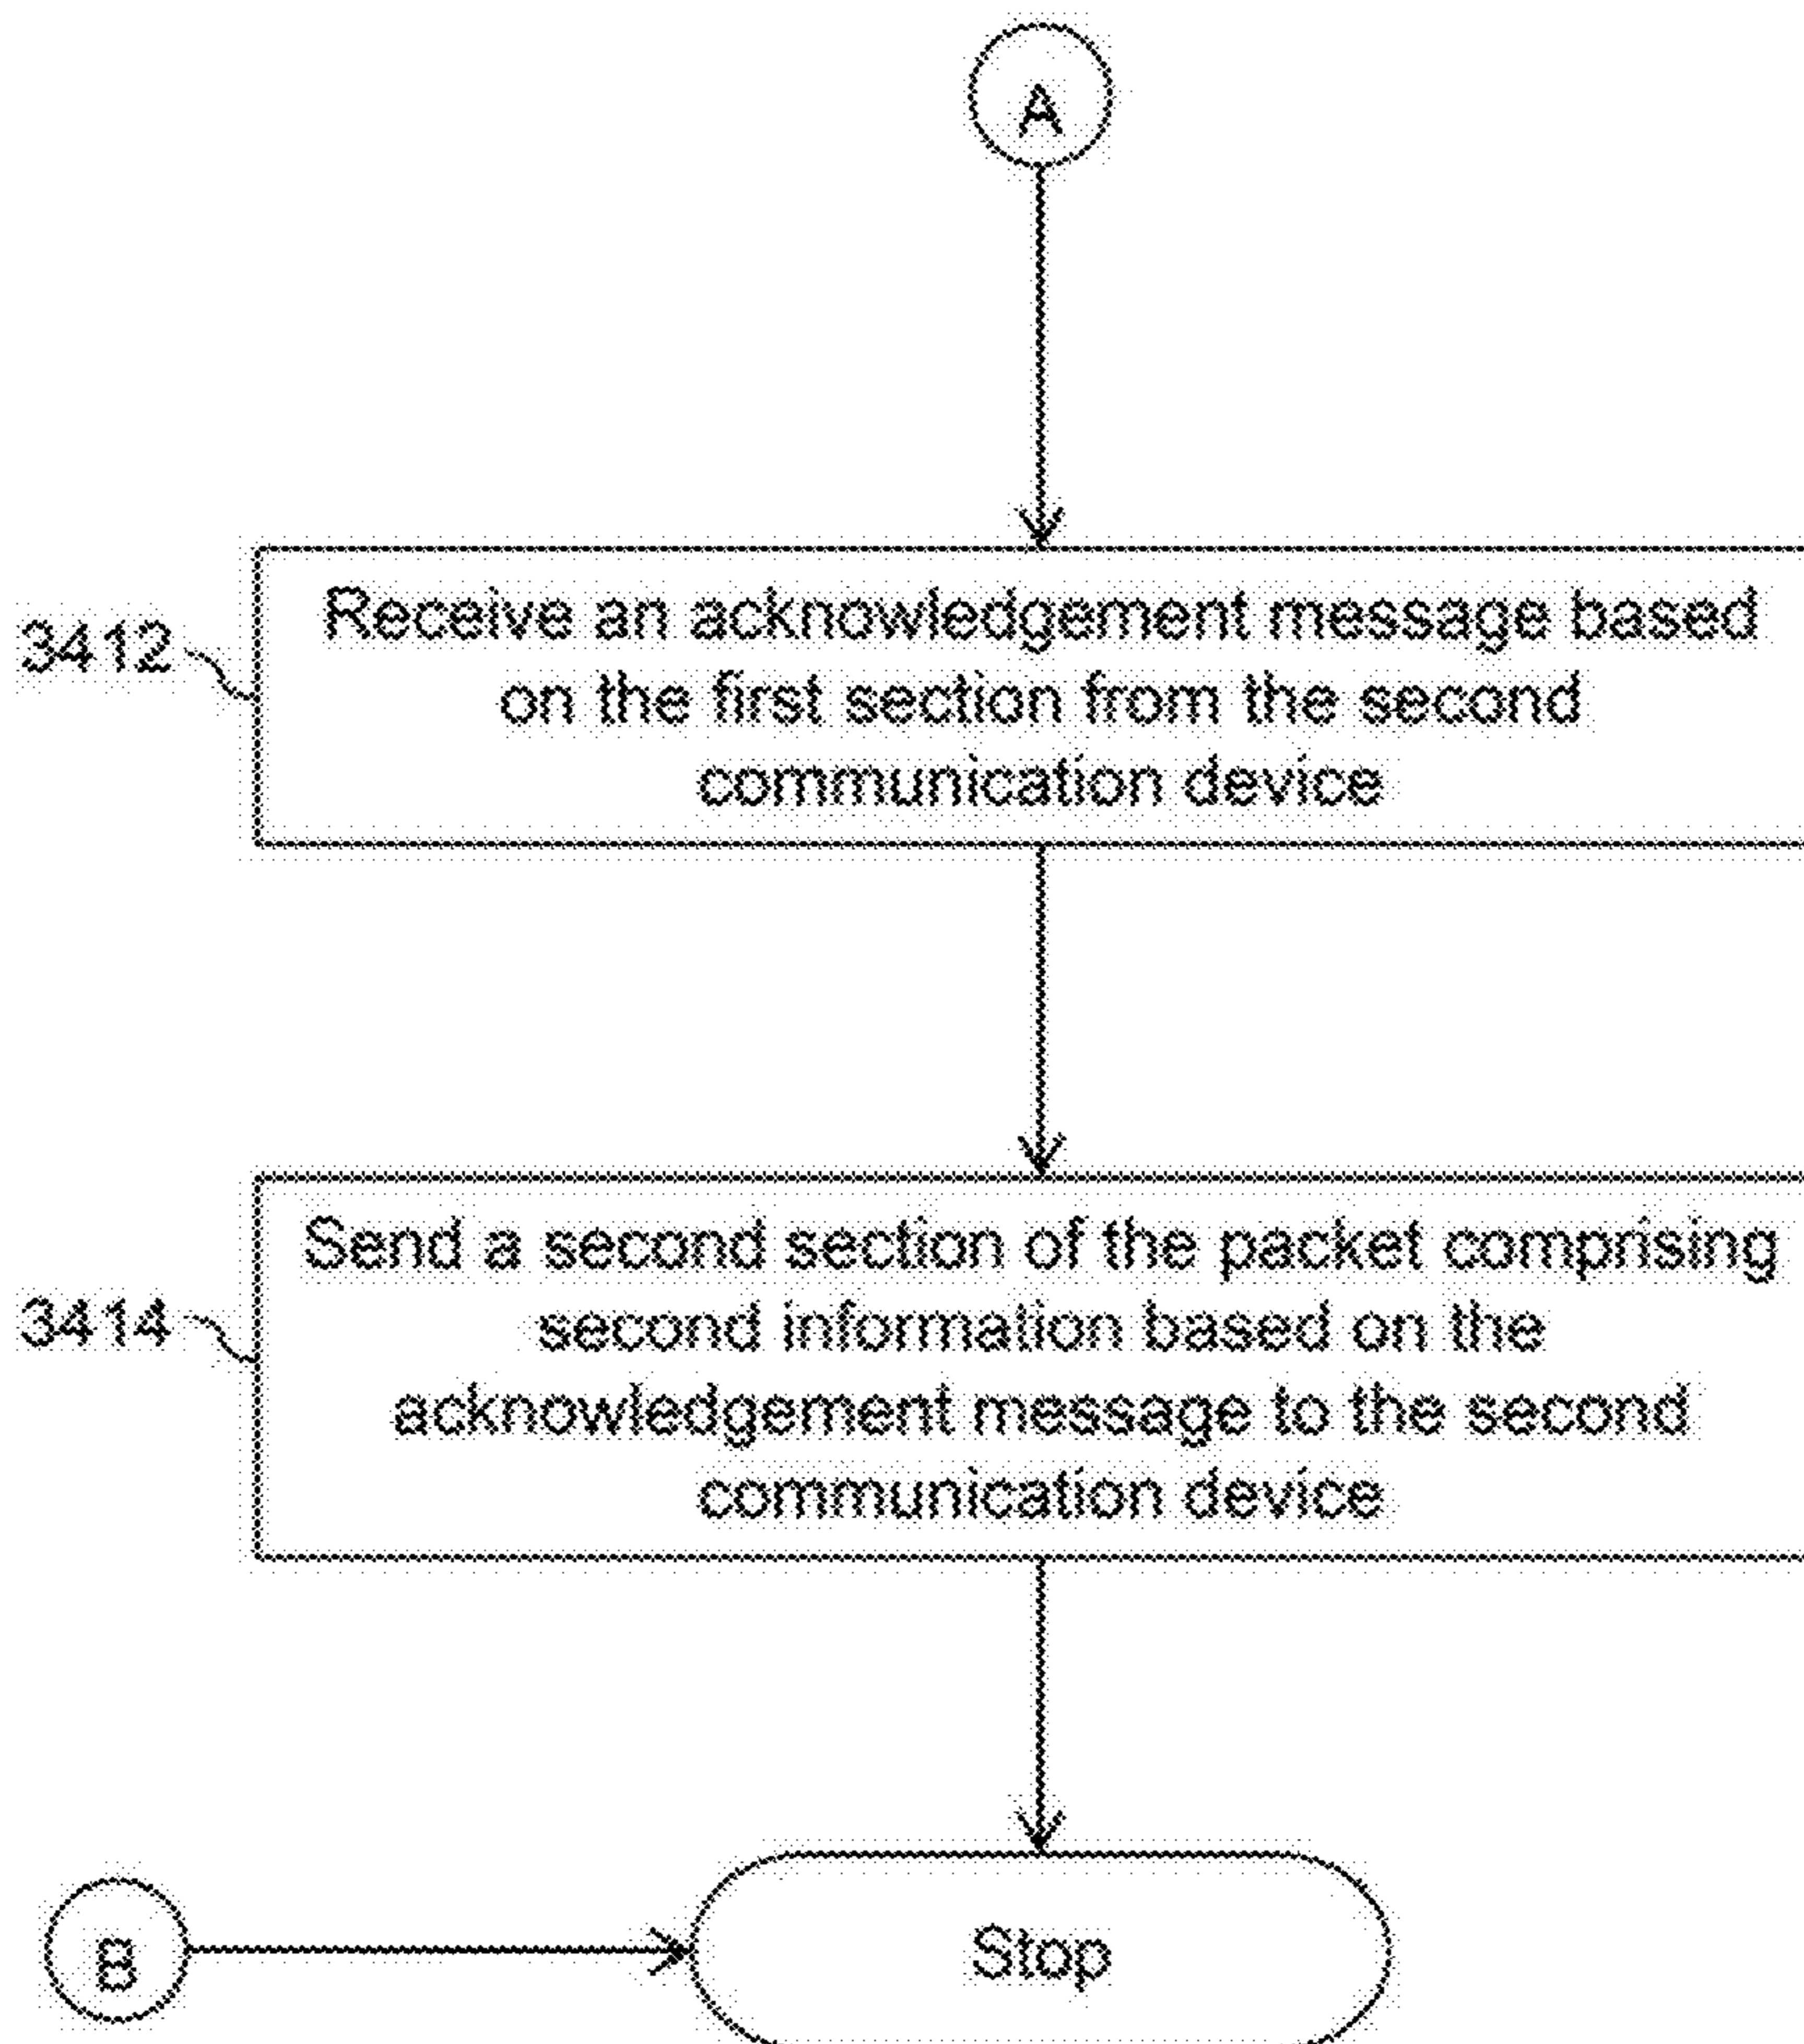 A
Receive an acknowledgement message based
on the first section from the second
communication device
3412
Send a second section of the packet comprising
second information based on the
acknowledgement message to the second
communication device
3414
B
Stop